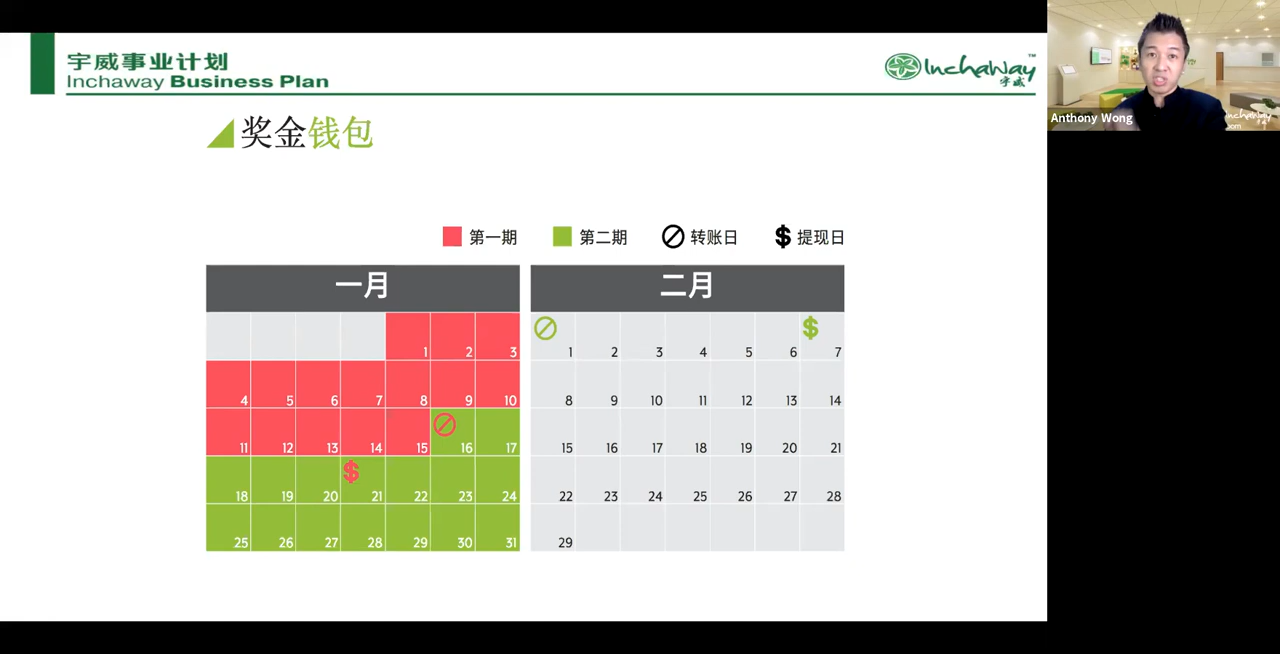 宇威事业计划
Inchaway Business Plan
Inchaway™
宇威
Anthony Wong
奖金钱包
第一期 第二期 转账日 $ 提现日
一月
1 2 3
4 5 6 7 8 9 10
11 12 13 14 15 16 17
$
18 19 20 21 22 23 24
25 26 27 28 29 30 31
二月
$
1 2 3 4 5 6 7
8 9 10 11 12 13 14
15 16 17 18 19 20 21
22 23 24 25 26 27 28
29